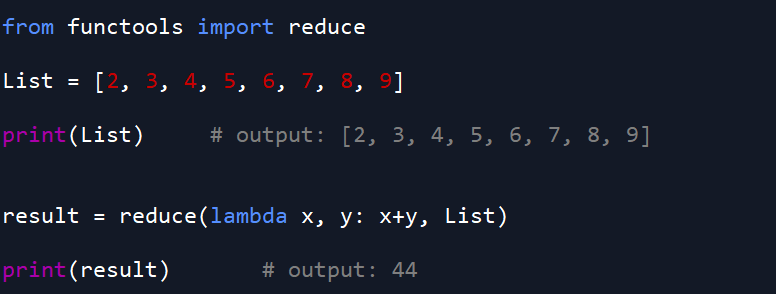 from functools import reduce
List = [2, 3, 4, 5, 6, 7, 8, 9]
print(List)     # output: [2, 3, 4, 5, 6, 7, 8, 9]
result = reduce(lambda x, y: x+y, List)
print(result)       # output: 44